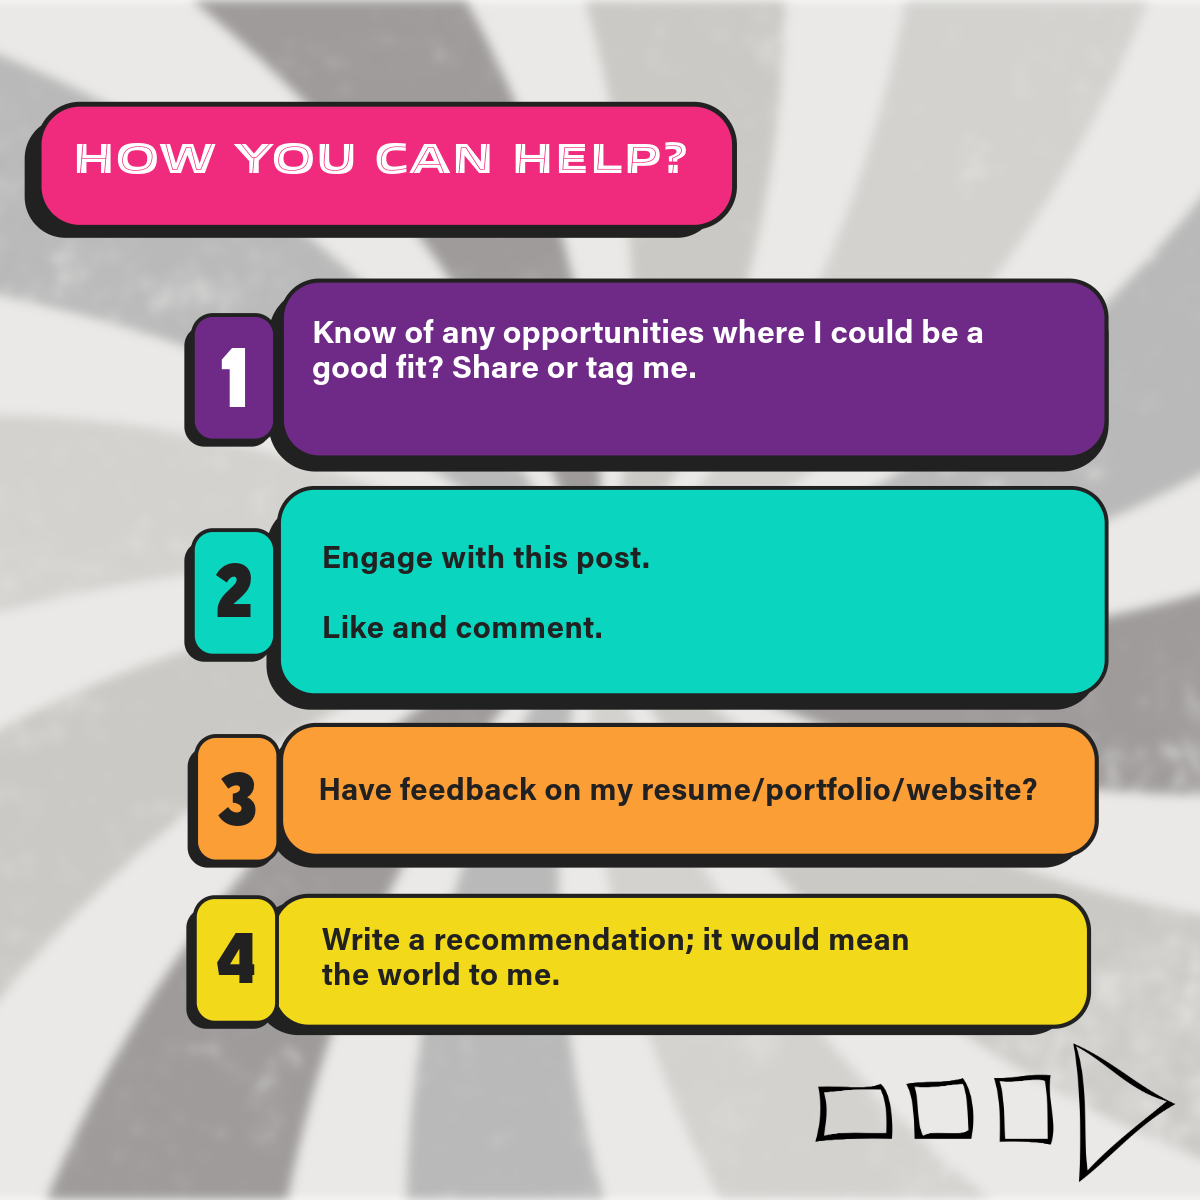 HOW YOU CAN HELP?
1
Know of any opportunities where I could be a
good fit? Share or tag me.
2
Engage with this post.
Like and comment.
3
Have feedback on my resume/portfolio/website?
4
Write a recommendation; it would mean
the world to me.